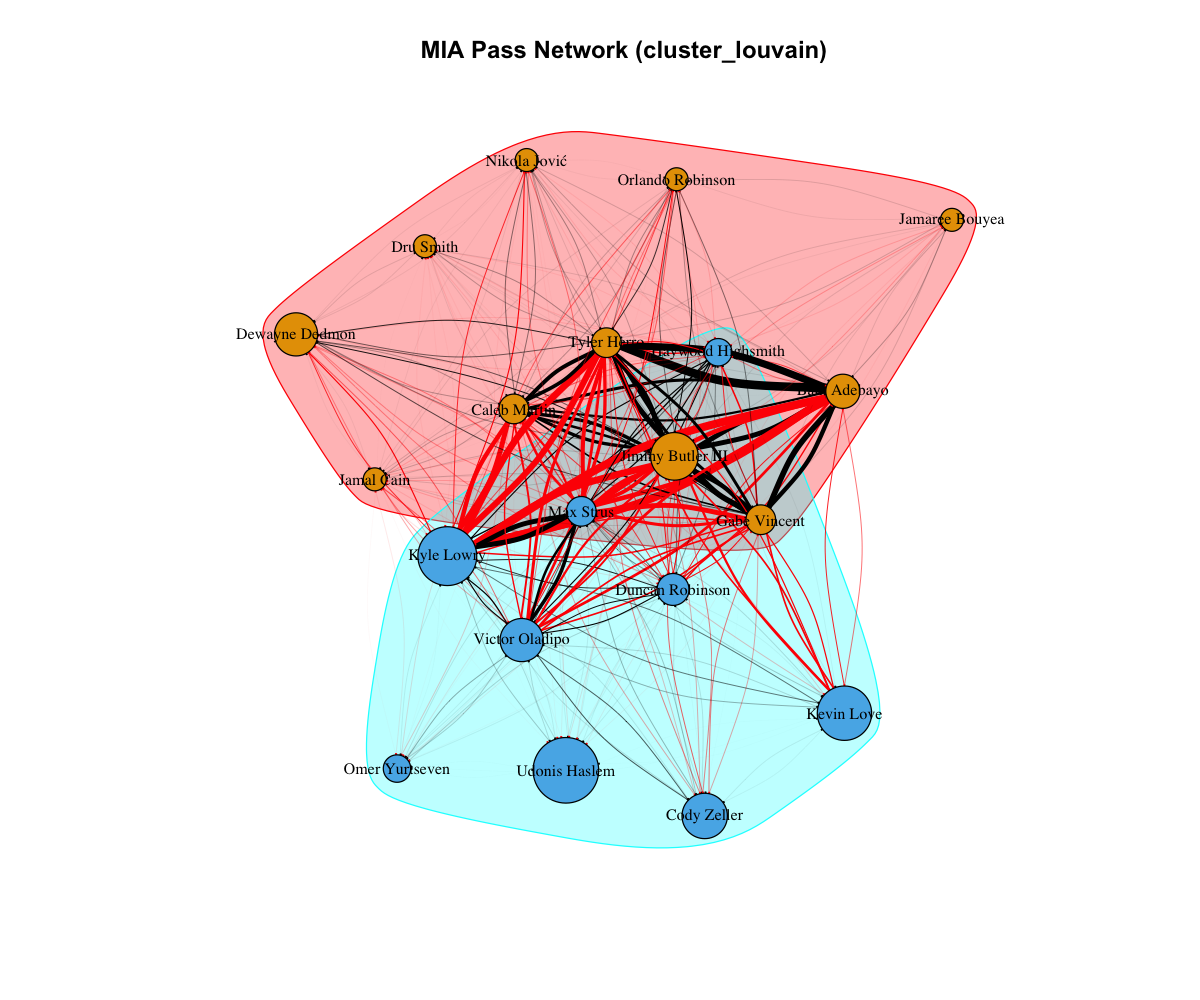 MIA Pass Network (cluster_louvain)
Nikola Jović
Orlando Robinson
Jamaree Bouyea
Dru Smith
Dewayne Dedmon
Tyler Herro
Haywood Highsmith
Bam Adebayo
Caleb Martin
Jimmy Butler III
Jamal Cain
Max Strus
Gabe Vincent
Kyle Lowry
Duncan Robinson
Victor Oladipo
Kevin Love
Omer Yurtseven
Udonis Haslem
Cody Zeller